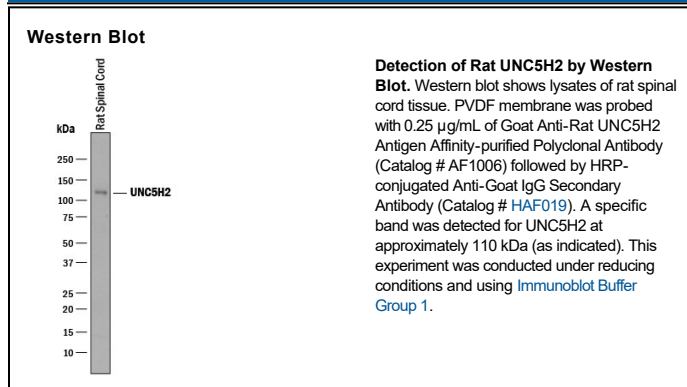 Western Blot
Rat Spinal Cord
kDa
250
150
100
75
50
37
25
20
15
10
UNC5H2
Detection of Rat UNC5H2 by Western
Blot. Western blot shows lysates of rat spinal
cord tissue. PVDF membrane was probed
with 0.25 µg/mL of Goat Anti-Rat UNC5H2
Antigen Affinity-purified Polyclonal Antibody
(Catalog # AF1006) followed by HRP-
conjugated Anti-Goat IgG Secondary
Antibody (Catalog # HAF019). A specific
band was detected for UNC5H2 at
approximately 110 kDa (as indicated). This
experiment was conducted under reducing
conditions and using Immunoblot Buffer
Group 1.